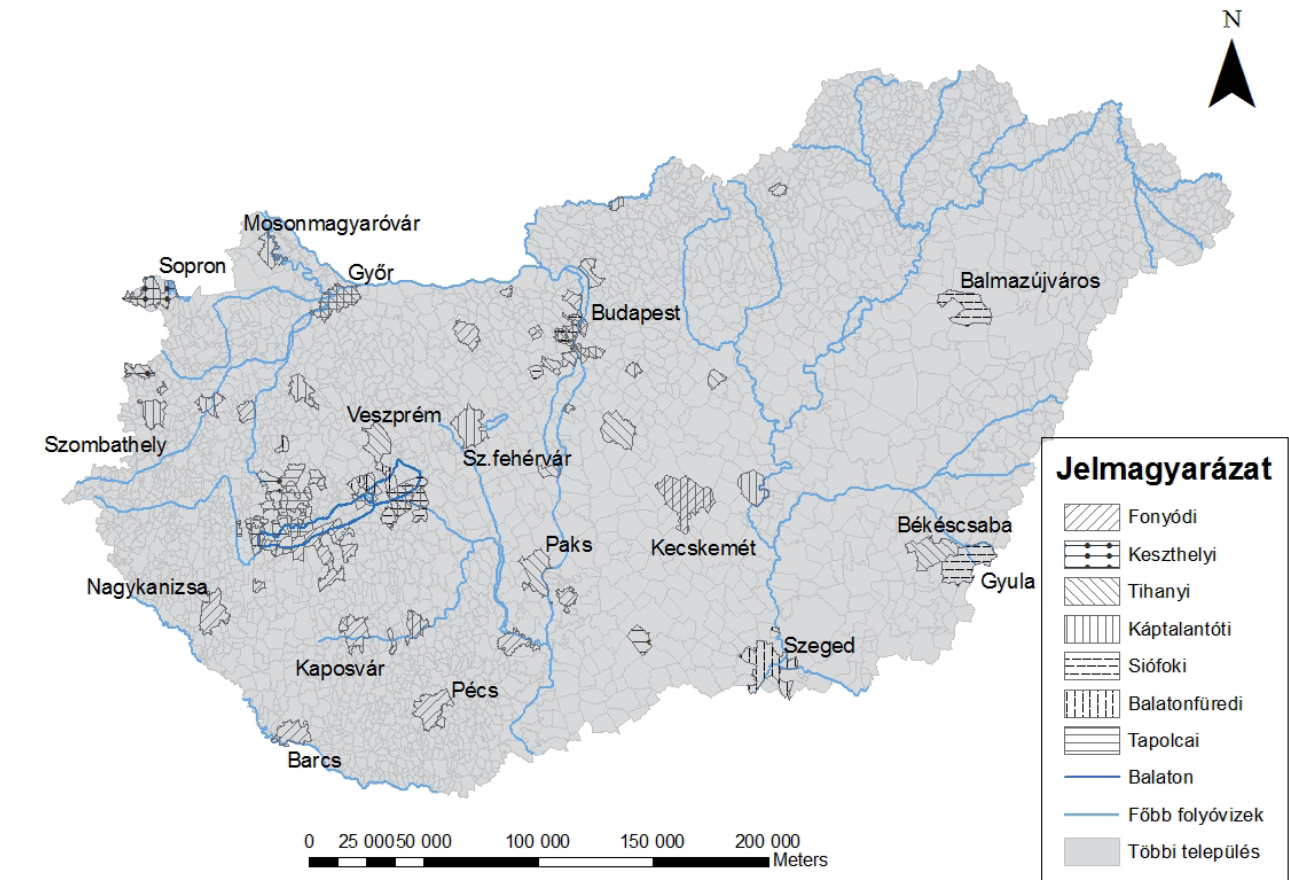 N
Mosonmagyaróvár
Sopron
Győr
Balmazújváros
Budapest
Veszprém
Szombathely
Sz.fehérvár
Jelmagyarázat
Fonyódi
Keszthelyi
Tihanyi
Káptalantóti
Siófoki
Balatonfüredi
Tapolcai
Balaton
Főbb folyóvizek
Többi település
Békéscsaba
Paks
Kecskemét
Gyula
Nagykanizsa
Szeged
Kaposvár
Pécs
Barcs
0 25 000 50 000 100 000 150 000 200 000
Meters